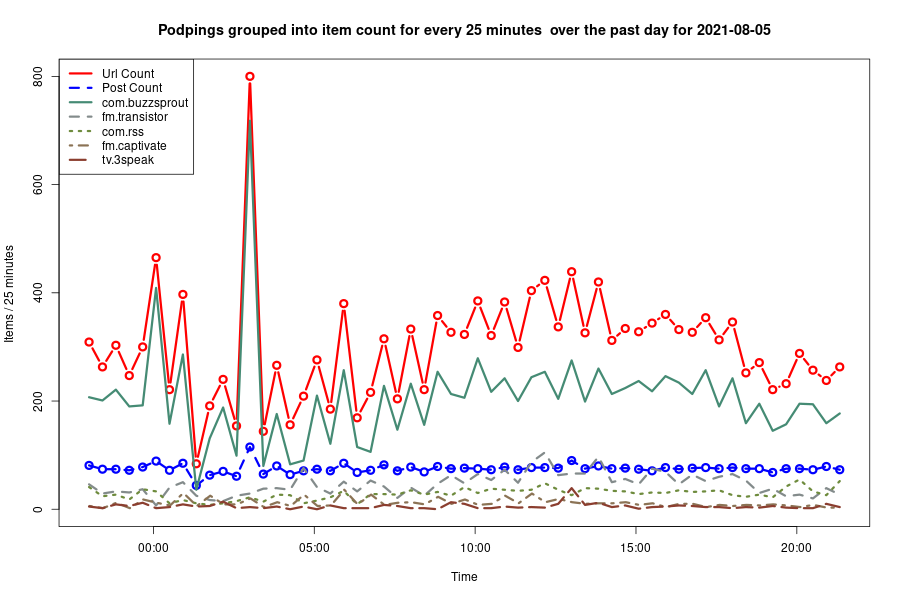 Podpings grouped into item count for every 25 minutes  over the past day for 2021-08-05
Url Count
Post Count
com.buzzsprout
fm.transistor
com.rss
fm.captivate
tv.3speak
Items / 25 minutes
800
600
400
200
0
00:00
05:00
10:00
15:00
20:00
Time